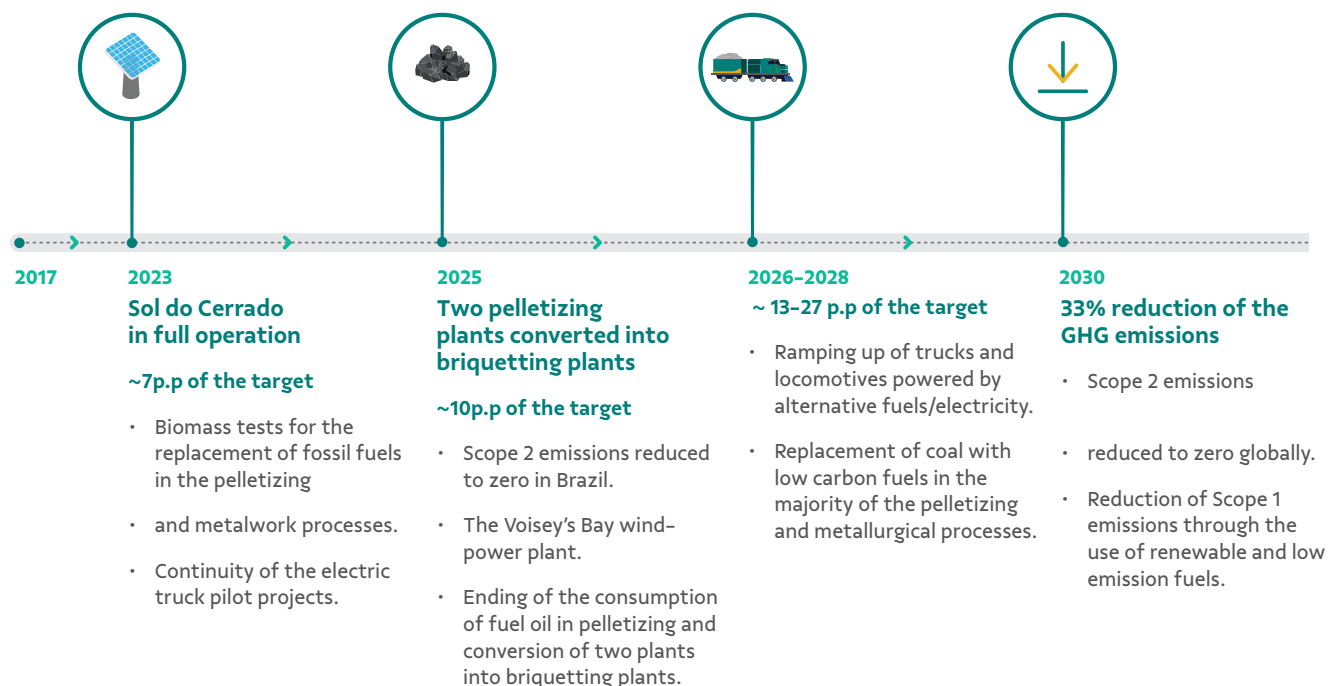 2017
2023
Sol do Cerrado
in full operation
~7p.p of the target
• Biomass tests for the
replacement of fossil fuels
in the pelletizing
• and metalwork processes.
• Continuity of the electric
truck pilot projects.
2025
Two pelletizing
plants converted into
briquetting plants
~10p.p of the target
• Scope 2 emissions reduced
to zero in Brazil.
• The Voisey's Bay wind–
power plant.
• Ending of the consumption
of fuel oil in pelletizing and
conversion of two plants
into briquetting plants.
2026–2028
~ 13–27 p.p of the target
• Ramping up of trucks and
locomotives powered by
alternative fuels/electricity.
• Replacement of coal with
low carbon fuels in the
majority of the pelletizing
and metallurgical processes.
2030
33% reduction of the
GHG emissions
• Scope 2 emissions
• reduced to zero globally.
• Reduction of Scope 1
emissions through the
use of renewable and low
emission fuels.